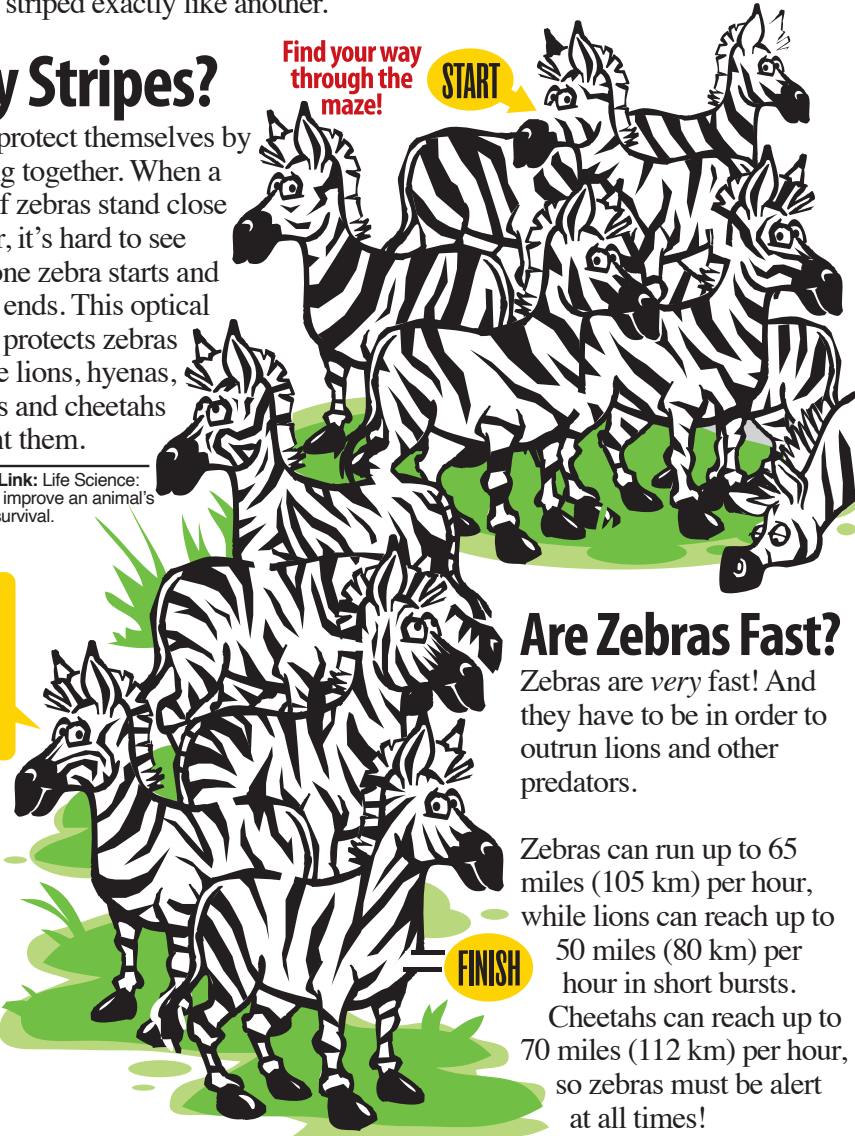 striped exactly like another.
y Stripes?
protect themselves by
g together. When a
f zebras stand close
r, it's hard to see
one zebra starts and
ends. This optical
protects zebras
e lions, hyenas,
s and cheetahs
nt them.
Link: Life Science:
improve an animal's
survival.
Find your way
through the
maze!
START
Are Zebras Fast?
Zebras are very fast! And
they have to be in order to
outrun lions and other
predators.
Zebras can run up to 65
miles (105 km) per hour,
while lions can reach up to
50 miles (80 km) per
hour in short bursts.
Cheetahs can reach up to
70 miles (112 km) per hour,
so zebras must be alert
at all times!
FINISH